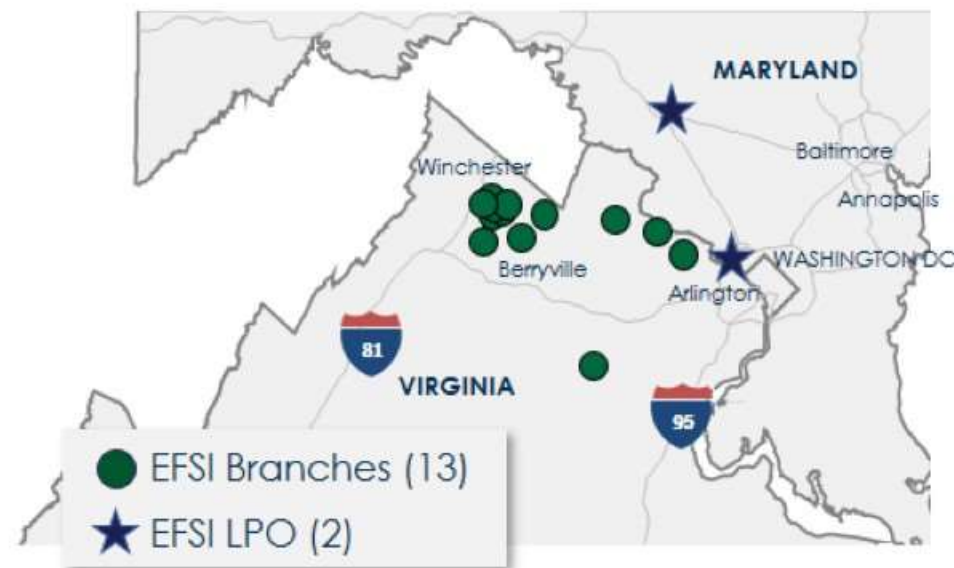 MARYLAND
Baltimore
Winchester
Annapolis
Berryville
WASHINGTON DC
Arlington
81
VIRGINIA
95
EFSI Branches (13)
EFSI LPO (2)